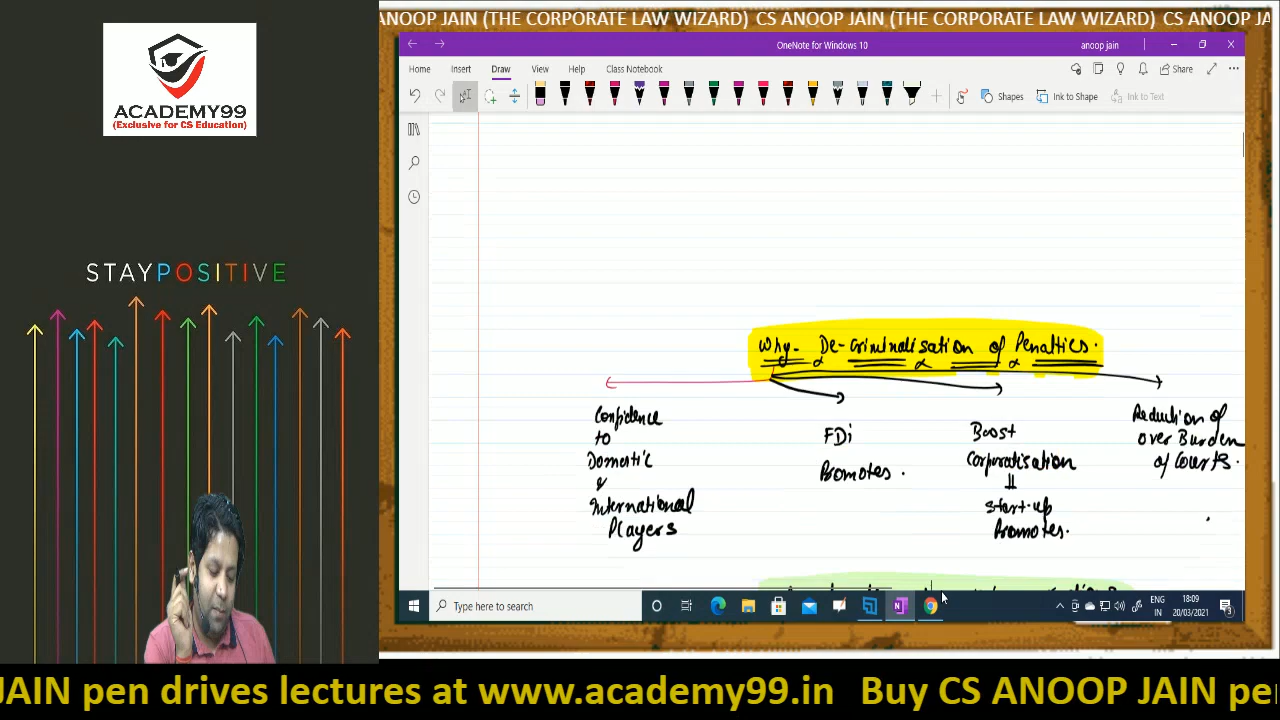 ANOOP JAIN (THE CORPORATE LAW WIZARD) CS ANOOP JAIN (THE CORPORATE LAW WIZARD) CS ANOOP JA
ACADEMY99
(Exclusive for CS Education)
OneNote for Windows 10
anoop jain
Home Insert Draw View Help Class Notebook
Share
Shapes Ink to Shape Ink to Text
STAYPOSITIVE
Why- De-Criminalisation of Penalties.
Confidence
to
Domestic
&
International
Players
FDi
Promotes.
Boost
Corporatisation
start-up
Promotes.
Reduction of
over Burden
of Courts.
Type here to search
ENG
IN
18:09
20/03/2021
3
JAIN pen drives lectures at www.academy99.in Buy CS ANOOP JAIN pe